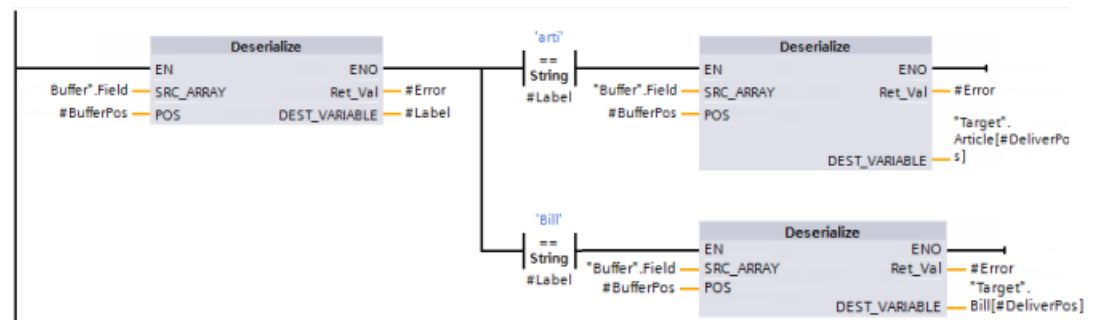 Deserialize
EN ENO
Buffer".Field SRC_ARRAY Ret_Val #Error
#BufferPos POS DEST_VARIABLE #Label
'arti'
==
String
#Label
Deserialize
EN ENO
"Buffer".Field SRC_ARRAY Ret_Val #Error
#BufferPos POS
"Target".
Article[#DeliverPo
DEST_VARIABLE s]
'Bill'
==
String
#Label
Deserialize
EN ENO
"Buffer".Field SRC_ARRAY Ret_Val #Error
#BufferPos POS "Target".
DEST_VARIABLE Bill[#DeliverPos]